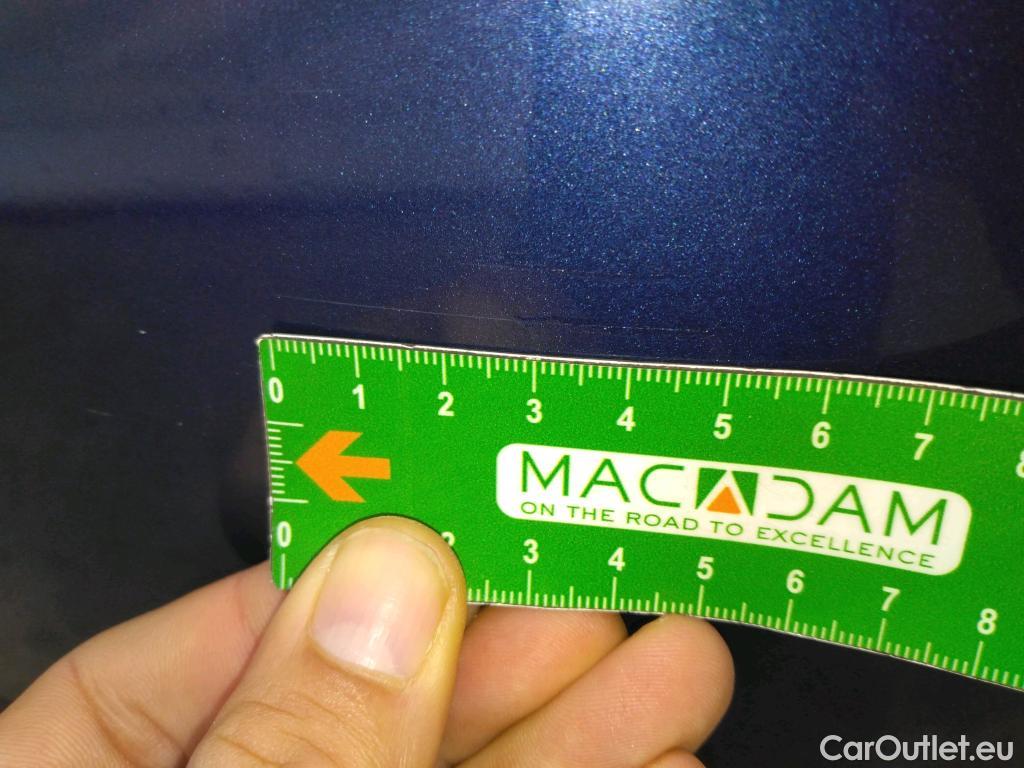 0 1 2 3 4 5 6 7 8
MACADAM
ON THE ROAD TO EXCELLENCE
0 2 3 4 5 6 7 8
CarOutlet.eu